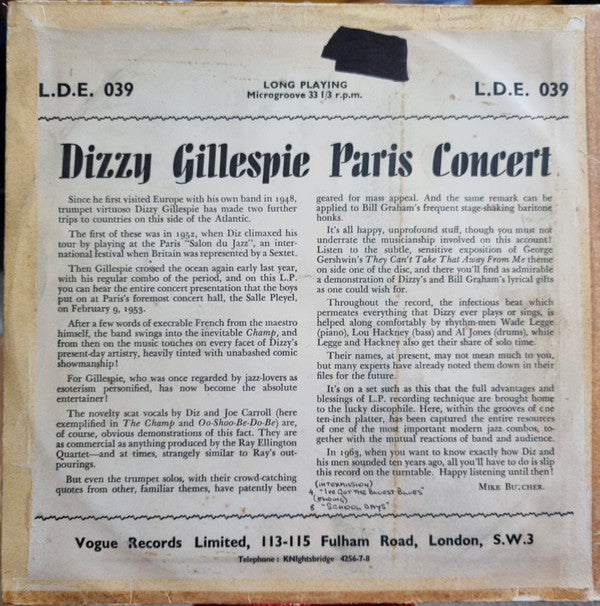 L.D.E. 039
LONG PLAYING
Microgroove 33 1/3 r.p.m.
L.D.E. 039
Dizzy Gillespie Paris Concert
Since he first visited Europe with his own band in 1948,
trumpet virtuoso Dizzy Gillespie has made two further
trips to countries on this side of the Atlantic.
The first of these was in 1952, when Diz climaxed his
tour by playing at the Paris "Salon du Jazz", an inter-
national festival when Britain was represented by a Sextet.
Then Gillespie crossed the ocean again early last year,
with his regular combo of the period, and on this L.P.
you can hear the entire concert presentation that the boys
put on at Paris's foremost concert hall, the Salle Pleyel,
on February 9, 1953.
After a few words of execrable French from the maestro
himself, the band swings into the inevitable Champ, and
from then on the music touches on every facet of Dizzy's
present-day artistry, heavily tinted with unabashed comic
showmanship!
For Gillespie, who was once regarded by jazz-lovers as
esoterism personified, has now become the absolute
entertainer!
The novelty scat vocals by Diz and Joe Carroll (here
exemplified in The Champ and Oo-Shoo-Be-Do-Be) are,
of course, obvious demonstrations of this fact. They are
as commercial as anything produced by the Ray Ellington
Quartet—and at times, strangely similar to Ray's out-
pourings.
But even the trumpet solos, with their crowd-catching
quotes from other, familiar themes, have patently been
geared for mass appeal. And the same remark can be
applied to Bill Graham's frequent stage-shaking baritone
honks.
It's all happy, unprofound stuff, though you must not
underrate the musicianship involved on this account!
Listen to the subtle, sensitive exposition of George
Gershwin's They Can't Take That Away From Me theme
on side one of the disc, and there you'll find as admirable
a demonstration of Dizzy's and Bill Graham's lyrical gifts
as one could wish for.
Throughout the record, the infectious beat which
permeates everything that Dizzy ever plays or sings, is
helped along comfortably by rhythm-men Wade Legge
(piano), Lou Hackney (bass) and Al Jones (drums), while
Legge and Hackney also get their share of solo time.
Their names, at present, may not mean much to you,
but many experts have already noted them down in their
files for the future.
It's on a set such as this that the full advantages and
blessings of L.P. recording technique are brought home
to the lucky discophile. Here, within the grooves of one
ten-inch platter, has been captured the entire resources
of one of the most important modern jazz combos, to-
gether with the mutual reactions of band and audience.
In 1963, when you want to know exactly how Diz and
his men sounded ten years ago, all you'll have to do is slip
this record on the turntable. Happy listening until then!
MIKE BUTCHER.
(INTERMISSION)
4. "I'VE GOT THE BLUEST BLUES"
(ENDING)
5 "SCHOOL DAYS"
Vogue Records Limited, 113-115 Fulham Road, London, S.W.3
Telephone: KNIghtsbridge 4256-7-8